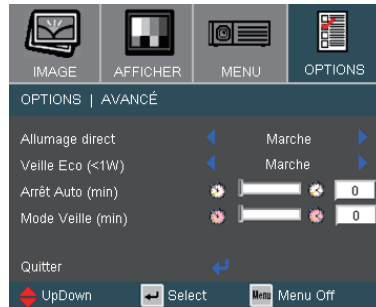 IMAGE AFFICHER MENU OPTIONS
OPTIONS | AVANCÉ
Allumage direct Marche
Veille Eco (<1W) Marche
Arrêt Auto (min) 0
Mode Veille (min) 0
Quitter
UpDown Select Menu Menu Off